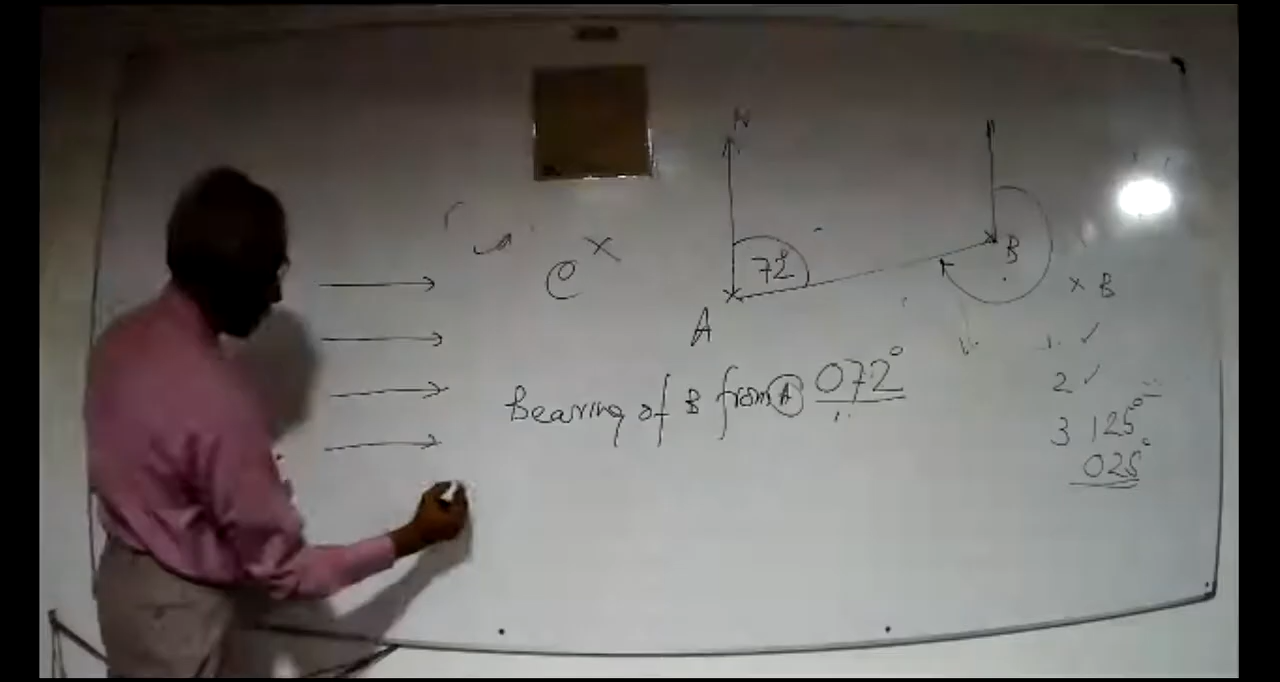 N
e x
72°
B
A
x B
1. ✓
Bearing of B from A 072°
2 ✓
3 125°
025°